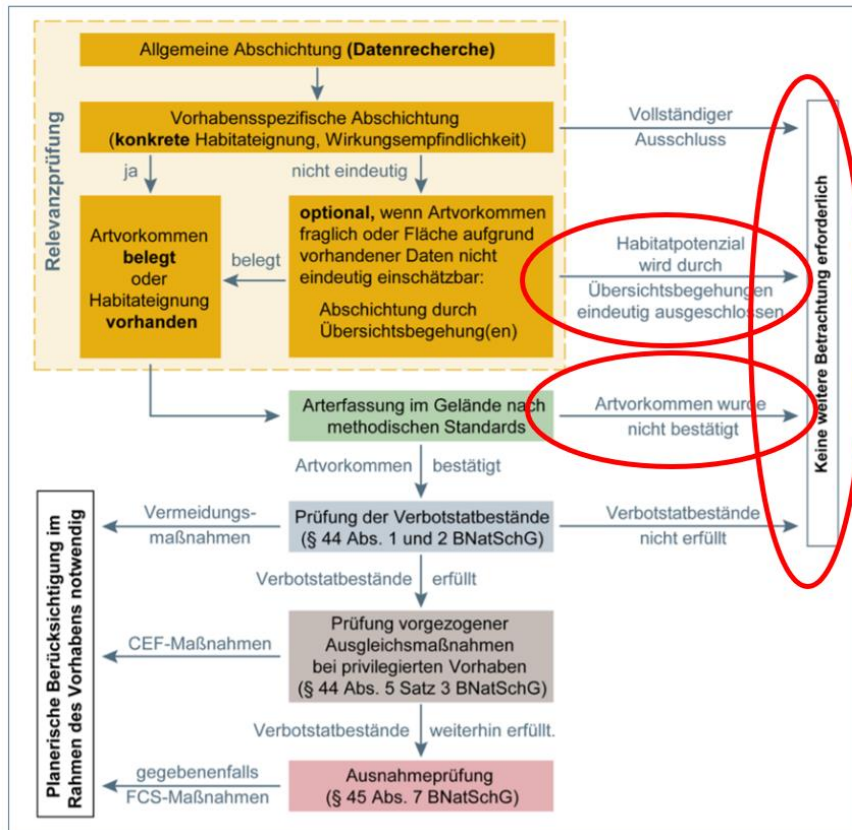 Relevanzprüfung
Allgemeine Abschichtung (Datenrecherche)
Vorhabensspezifische Abschichtung
(konkrete Habitateignung, Wirkungsempfindlichkeit)
Vollständiger
Ausschluss
ja
nicht eindeutig
Artvorkommen
belegt
oder
Habitateignung
vorhanden
belegt
optional, wenn Artvorkommen
fraglich oder Fläche aufgrund
vorhandener Daten nicht
eindeutig einschätzbar:
Abschichtung durch
Übersichtsbegehung(en)
Habitatpotenzial
wird durch
Übersichtsbegehungen
eindeutig ausgeschlossen
Keine weitere Betrachtung erforderlich
Arterfassung im Gelände nach
methodischen Standards
Artvorkommen wurde
nicht bestätigt
Artvorkommen bestätigt
Planerische Berücksichtigung im
Rahmen des Vorhabens notwendig
Vermeidungs-
maßnahmen
Prüfung der Verbotstatbestände
(§ 44 Abs. 1 und 2 BNatSchG)
Verbotstatbestände
nicht erfüllt
Verbotstatbestände erfüllt
CEF-Maßnahmen
Prüfung vorgezogener
Ausgleichsmaßnahmen
bei privilegierten Vorhaben
(§ 44 Abs. 5 Satz 3 BNatSchG)
Verbotstatbestände weiterhin erfüllt.
gegebenenfalls
FCS-Maßnahmen
Ausnahmeprüfung
(§ 45 Abs. 7 BNatSchG)